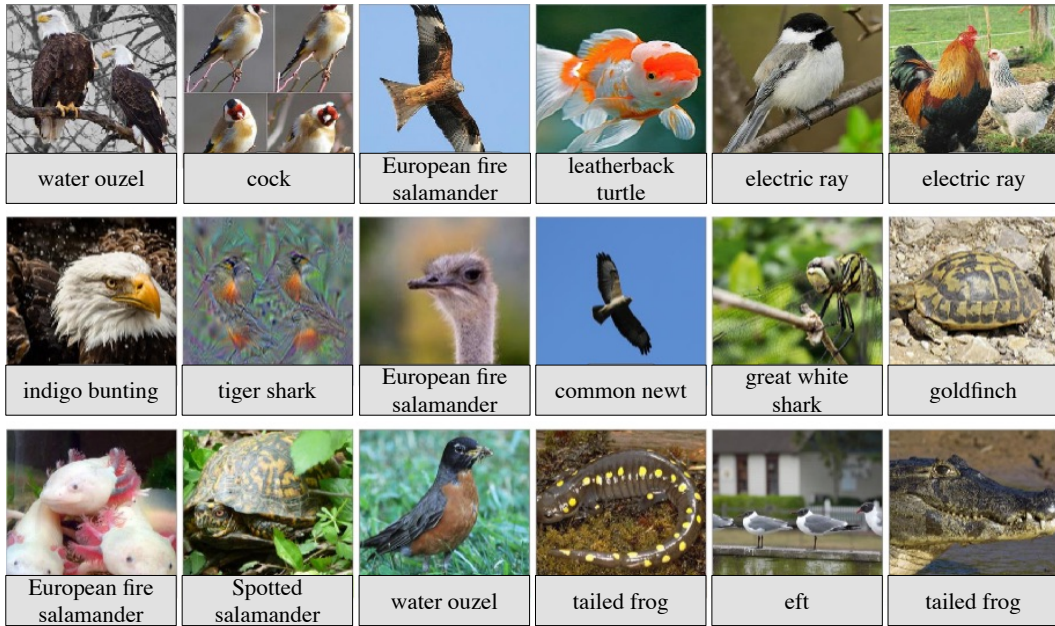 water ouzel
cock
European fire
salamander
leatherback
turtle
electric ray
electric ray
indigo bunting
tiger shark
European fire
salamander
common newt
great white
shark
goldfinch
European fire
salamander
Spotted
salamander
water ouzel
tailed frog
eft
tailed frog